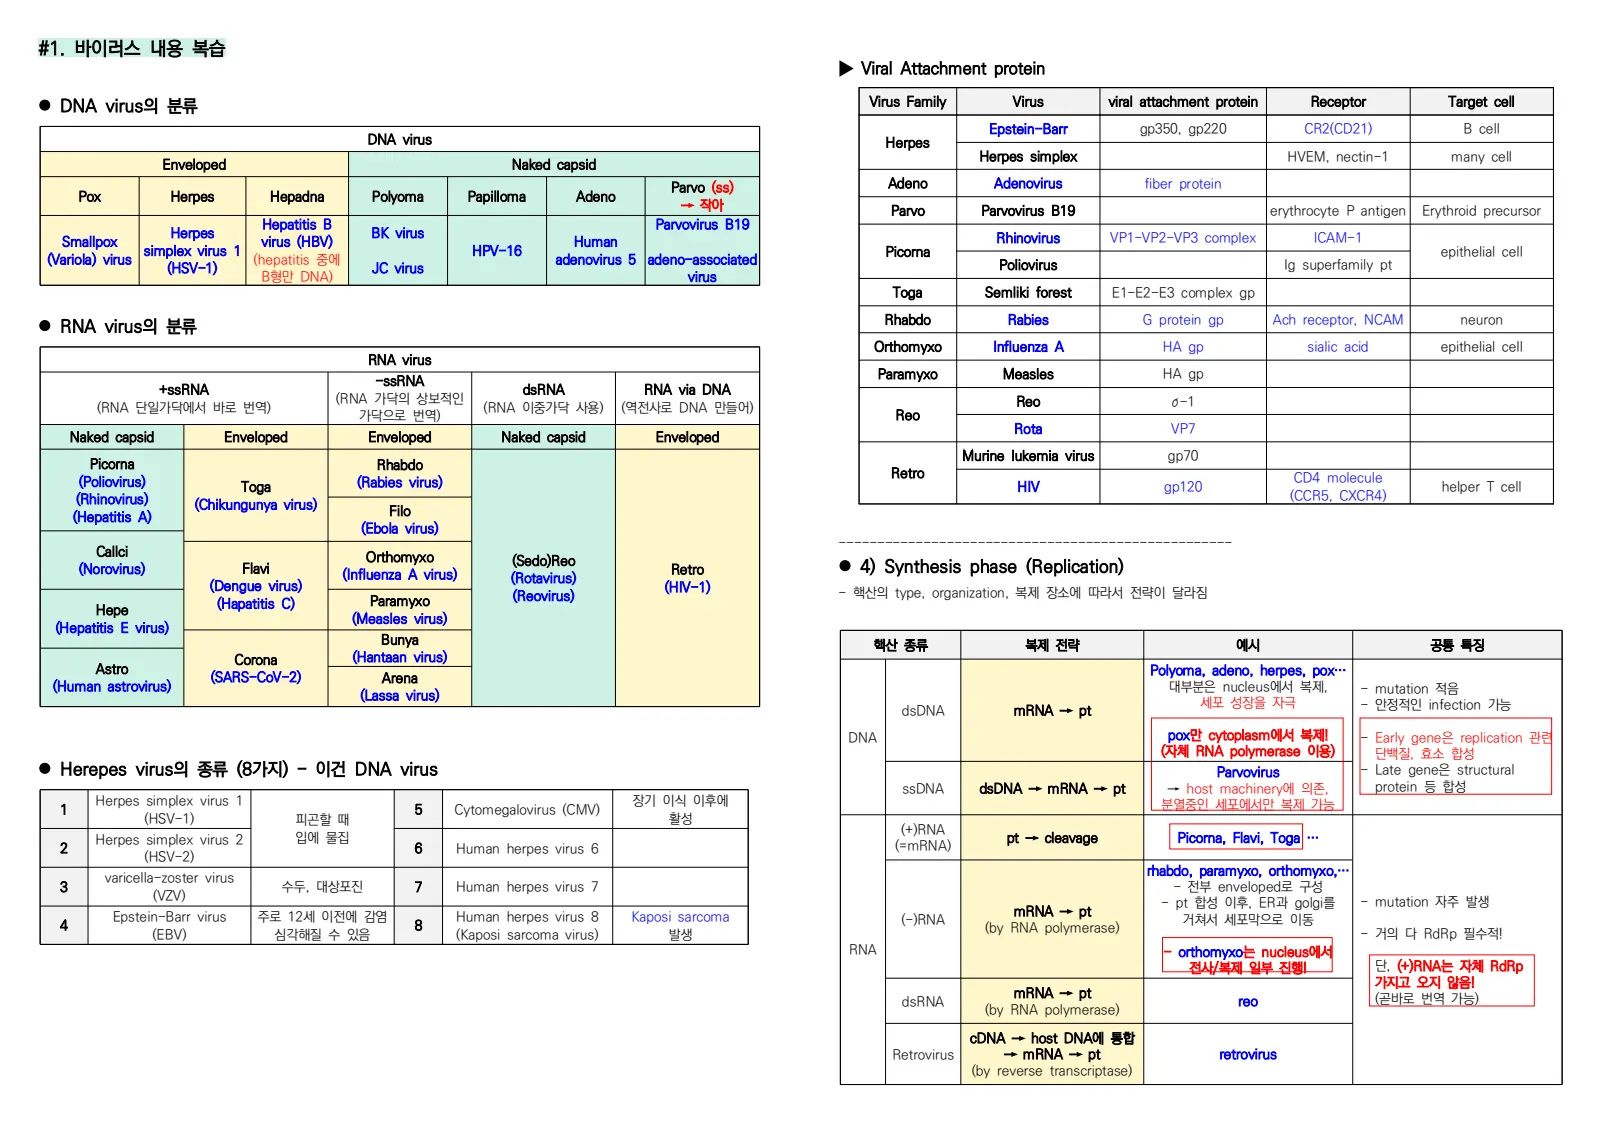 #1. 바이러스 내용 복습
● DNA virus의 분류
DNA virus
Enveloped
Naked capsid
Pox
Herpes
Hepadna
Polyoma
Papilloma
Adeno
Parvo (ss)
→ 작아
Smallpox
(Variola) virus
Herpes
simplex virus 1
(HSV-1)
Hepatitis B
virus (HBV)
(hepatitis 중에
B형만 DNA)
BK virus
JC virus
HPV-16
Human
adenovirus 5
Parvovirus B19
adeno-associated
virus
● RNA virus의 분류
RNA virus
+ssRNA
(RNA 단일가닥에서 바로 번역)
-ssRNA
(RNA 가닥의 상보적인
가닥으로 번역)
dsRNA
(RNA 이중가닥 사용)
RNA via DNA
(역전사로 DNA 만들어)
Naked capsid
Enveloped
Enveloped
Naked capsid
Enveloped
Picorna
(Poliovirus)
(Rhinovirus)
(Hepatitis A)
Callci
(Norovirus)
Hepe
(Hepatitis E virus)
Astro
(Human astrovirus)
Toga
(Chikungunya virus)
Flavi
(Dengue virus)
(Hapatitis C)
Corona
(SARS-CoV-2)
Rhabdo
(Rabies virus)
Filo
(Ebola virus)
Orthomyxo
(Influenza A virus)
Paramyxo
(Measles virus)
Bunya
(Hantaan virus)
Arena
(Lassa virus)
(Sedo)Reo
(Rotavirus)
(Reovirus)
Retro
(HIV-1)
● Herepes virus의 종류 (8가지) - 이건 DNA virus
1
Herpes simplex virus 1
(HSV-1)
피곤할 때
입에 물집
5
Cytomegalovirus (CMV)
장기 이식 이후에
활성
2
Herpes simplex virus 2
(HSV-2)
6
Human herpes virus 6
3
varicella-zoster virus
(VZV)
수두, 대상포진
7
Human herpes virus 7
4
Epstein-Barr virus
(EBV)
주로 12세 이전에 감염
심각해질 수 있음
8
Human herpes virus 8
(Kaposi sarcoma virus)
Kaposi sarcoma
발생
▶ Viral Attachment protein
Virus Family
Virus
viral attachment protein
Receptor
Target cell
Herpes
Epstein-Barr
gp350, gp220
CR2(CD21)
B cell
Herpes simplex
HVEM, nectin-1
many cell
Adeno
Adenovirus
fiber protein
Parvo
Parvovirus B19
erythrocyte P antigen
Erythroid precursor
Picorna
Rhinovirus
VP1-VP2-VP3 complex
ICAM-1
epithelial cell
Poliovirus
Ig superfamily pt
Toga
Semliki forest
E1-E2-E3 complex gp
Rhabdo
Rabies
G protein gp
Ach receptor, NCAM
neuron
Orthomyxo
Influenza A
HA gp
sialic acid
epithelial cell
Paramyxo
Measles
HA gp
Reo
Reo
σ-1
Rota
VP7
Retro
Murine lukemia virus
gp70
HIV
gp120
CD4 molecule
(CCR5, CXCR4)
helper T cell
● 4) Synthesis phase (Replication)
- 핵산의 type, organization, 복제 장소에 따라서 전략이 달라짐
핵산 종류
복제 전략
예시
공통 특징
DNA
dsDNA
mRNA → pt
Polyoma, adeno, herpes, pox…
대부분은 nucleus에서 복제,
세포 성장을 자극
pox만 cytoplasm에서 복제!
(자체 RNA polymerase 이용)
- mutation 적음
- 안정적인 infection 가능
- Early gene은 replication 관련
단백질, 효소 합성
- Late gene은 structural
protein 등 합성
ssDNA
dsDNA → mRNA → pt
Parvovirus
→ host machinery에 의존,
분열중인 세포에서만 복제 가능
RNA
(+)RNA
(=mRNA)
pt → cleavage
Picorna, Flavi, Toga …
(-)RNA
mRNA → pt
(by RNA polymerase)
rhabdo, paramyxo, orthomyxo,…
- 전부 enveloped로 구성
- pt 합성 이후, ER과 golgi를
거쳐서 세포막으로 이동
- orthomyxo는 nucleus에서
전사/복제 일부 진행!
- mutation 자주 발생
- 거의 다 RdRp 필수적!
단, (+)RNA는 자체 RdRp
가지고 오지 않음!
(곧바로 번역 가능)
dsRNA
mRNA → pt
(by RNA polymerase)
reo
Retrovirus
cDNA → host DNA에 통합
→ mRNA → pt
(by reverse transcriptase)
retrovirus